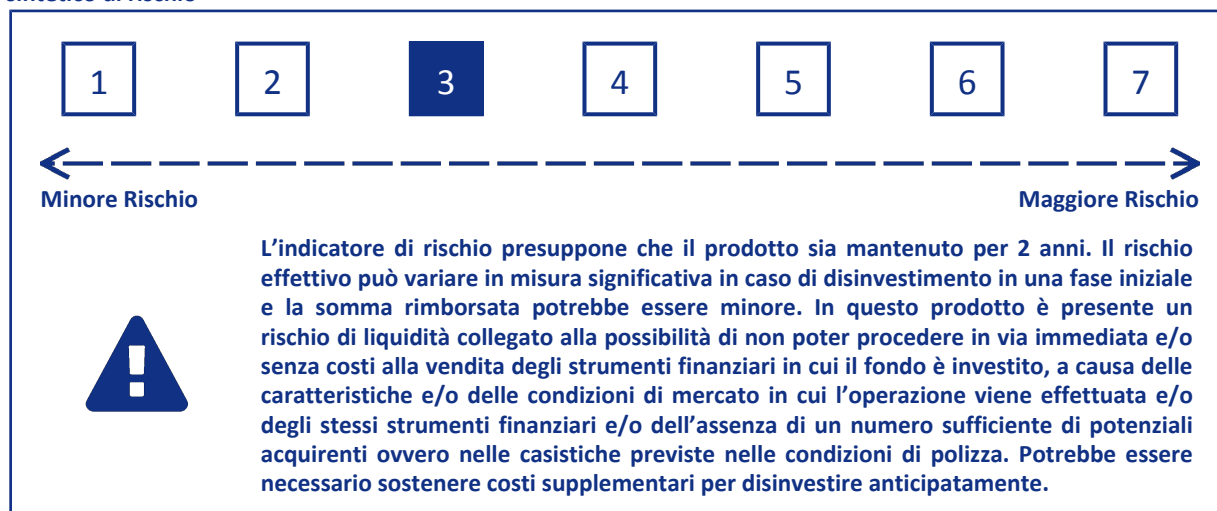 sintetico di rischio
1 2 3 4 5 6 7
Minore Rischio Maggiore Rischio
L’indicatore di rischio presuppone che il prodotto sia mantenuto per 2 anni. Il rischio
effettivo può variare in misura significativa in caso di disinvestimento in una fase iniziale
e la somma rimborsata potrebbe essere minore. In questo prodotto è presente un
rischio di liquidità collegato alla possibilità di non poter procedere in via immediata e/o
senza costi alla vendita degli strumenti finanziari in cui il fondo è investito, a causa delle
caratteristiche e/o delle condizioni di mercato in cui l’operazione viene effettuata e/o
degli stessi strumenti finanziari e/o dell’assenza di un numero sufficiente di potenziali
acquirenti ovvero nelle casistiche previste nelle condizioni di polizza. Potrebbe essere
necessario sostenere costi supplementari per disinvestire anticipatamente.